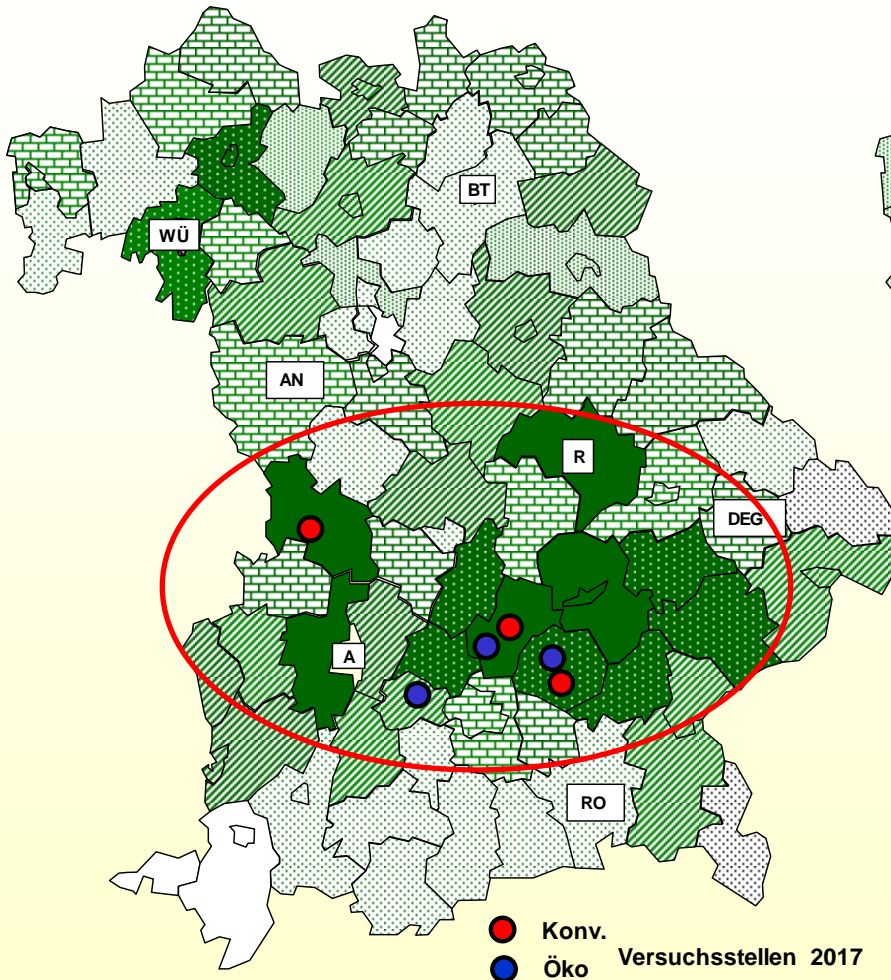 BT
WÜ
AN
R
DEG
A
RO
Konv.
Öko
Versuchsstellen 2017